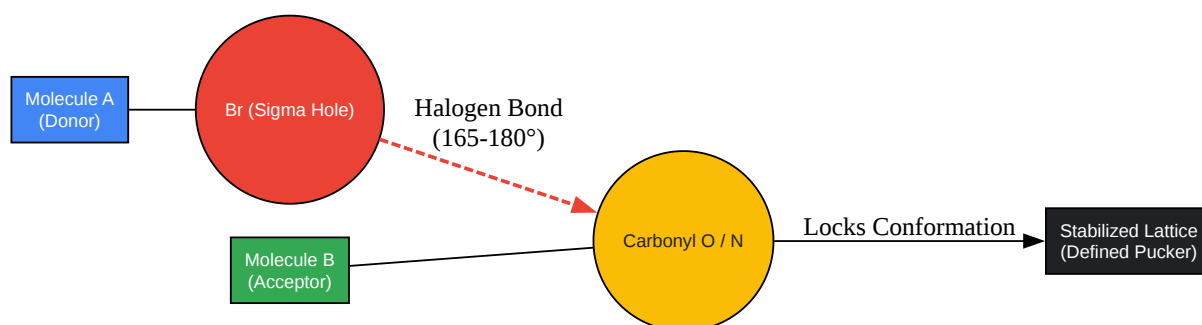 Molecule A
(Donor)
Br (Sigma Hole)
Halogen Bond
(165-180°)
Molecule B
(Acceptor)
Carbonyl O / N
Locks Conformation
Stabilized Lattice
(Defined Pucker)